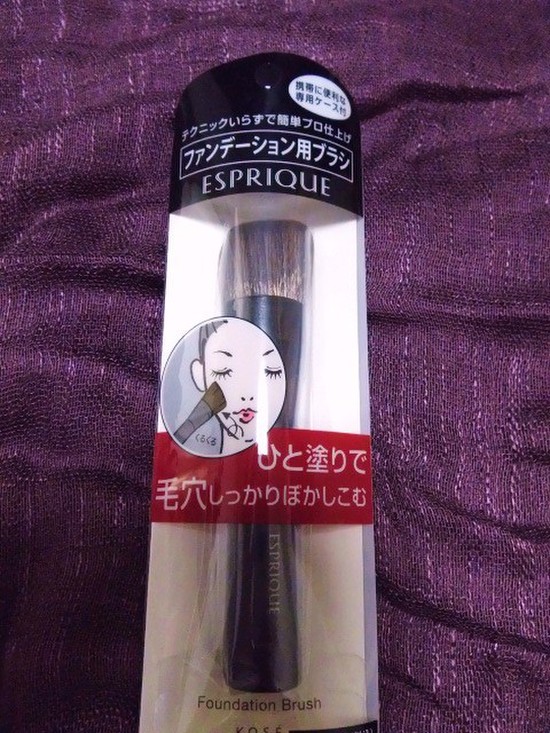 携帯に便利な
専用ケース付
テクニックいらずで簡単プロ仕上げ
ファンデーション用ブラシ
ESPRIQUE
くるくる
ひと塗りで
毛穴しっかりぼかしこむ
ESPRIQUE
Foundation Brush
KOSÉ